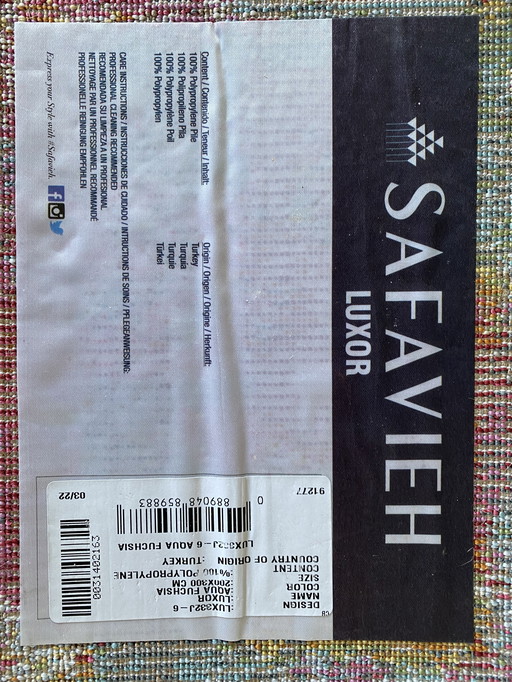 SAFAVIEH
LUXOR
Content / Contenido / Teneur / Inhalt:
100% Polypropylene Pile
100% Polipropileno Pila
100% Polypropylène Poil
100% Polypropylen
Origin / Origen / Origine / Herkunft:
Turkey
Turquía
Turquie
Türkei
CARE INSTRUCTIONS / INSTRUCCIONES DE CUIDADO / INTRUCTIONS DE SOINS / PFLEGEANWEISUNG:
PROFESSIONAL CLEANING RECOMMENDED
RECOMENDADA SU LIMPIEZA A UN PROFESIONAL
NETTOYAGE PAR UN PROFESSIONNEL RECOMMANDÉ
PROFESSIONELLE REINIGUNG EMPFOHLEN
Express your Style with #Safavieh.
DESIGN :LUX332J-6
NAME :LUXOR
COLOR :AQUA FUCHSIA
SIZE :200X300 CM
CONTENT :%100 POLYPROPYLENE
COUNTRY OF ORIGIN :TURKEY
LUX332J-6 AQUA FUCHSIA
0 889048 859883
91277
03/22
0031402163